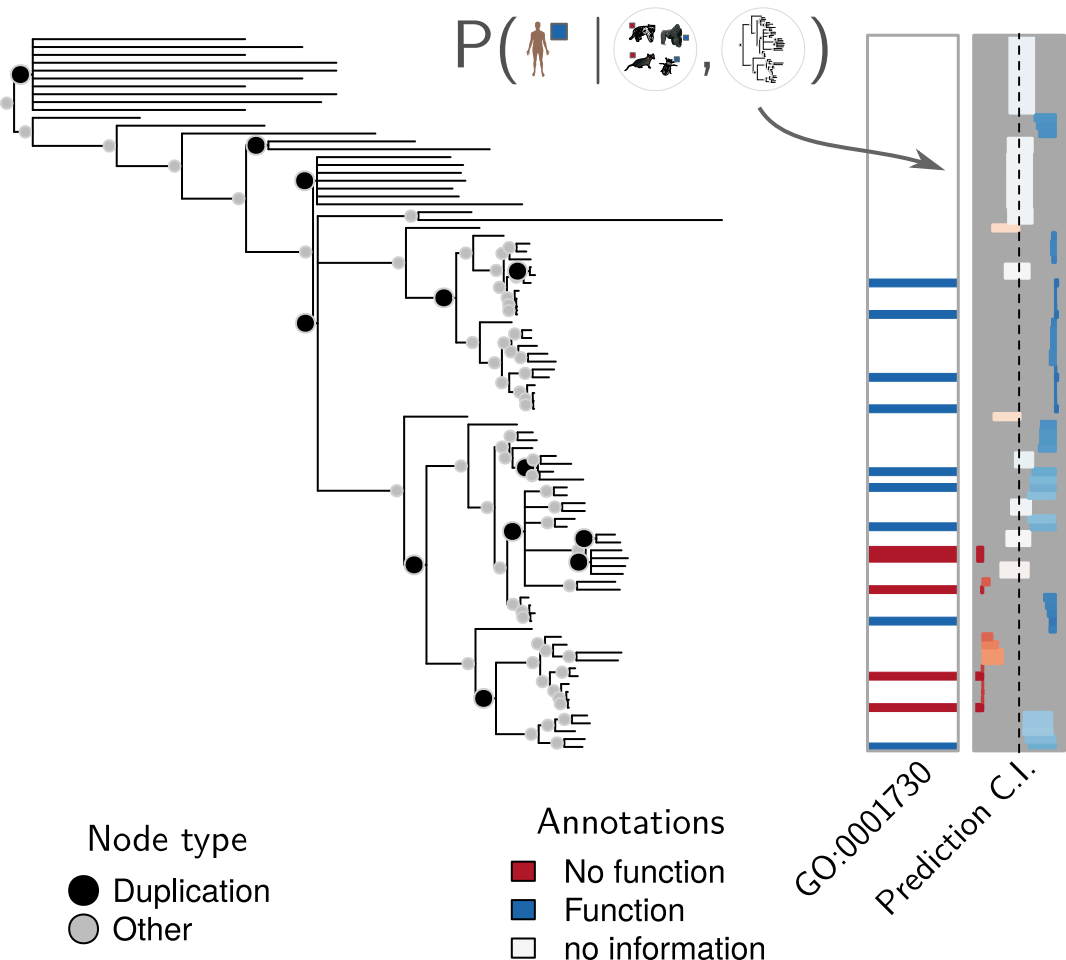 P( | , )
GO:0001730
Prediction C.I.
Node type
Duplication
Other
Annotations
No function
Function
no information